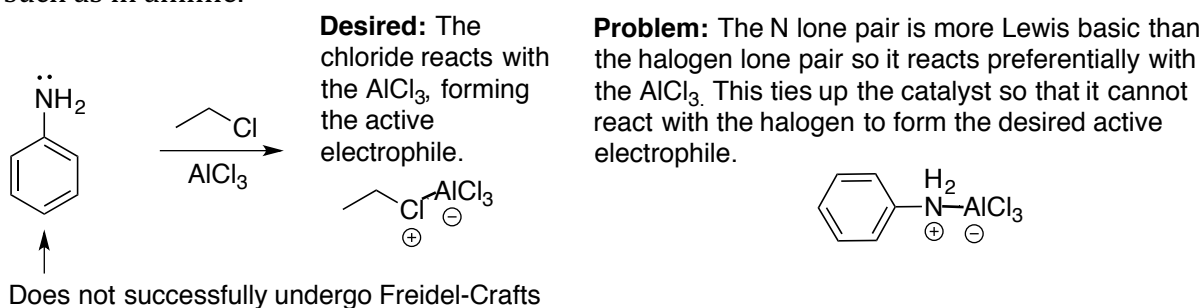 such as in aniline.
Desired: The
chloride reacts with
the AlCl3, forming
the active
electrophile.
Problem: The N lone pair is more Lewis basic than
the halogen lone pair so it reacts preferentially with
the AlCl3. This ties up the catalyst so that it cannot
react with the halogen to form the desired active
electrophile.
NH2
Cl
AlCl3
Cl AlCl3
+ −
H2
N AlCl3
+ −
Does not successfully undergo Freidel-Crafts